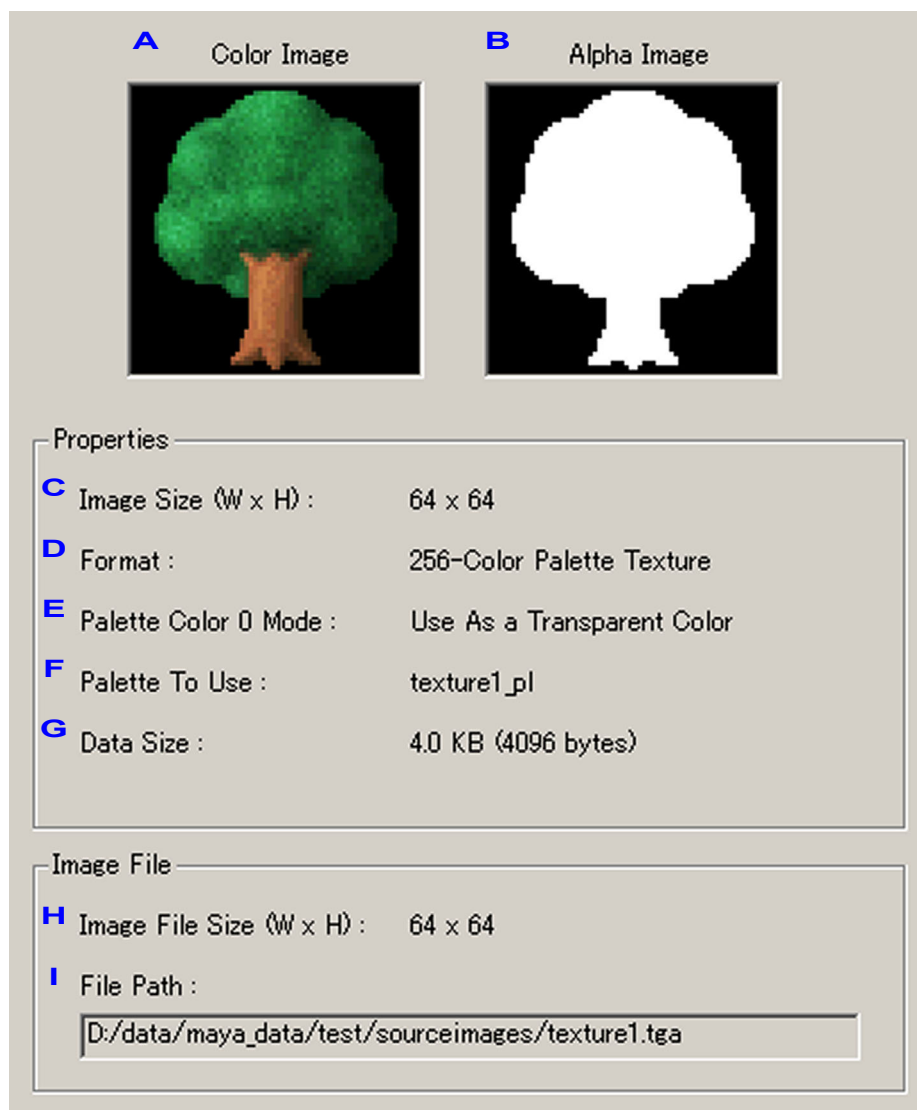 A Color Image B Alpha Image
Properties
C Image Size (W x H) : 64 x 64
D Format : 256-Color Palette Texture
E Palette Color 0 Mode : Use As a Transparent Color
F Palette To Use : texture1_pl
G Data Size : 4.0 KB (4096 bytes)
Image File
H Image File Size (W x H) : 64 x 64
I File Path :
D:/data/maya_data/test/sourceimages/texture1.tga